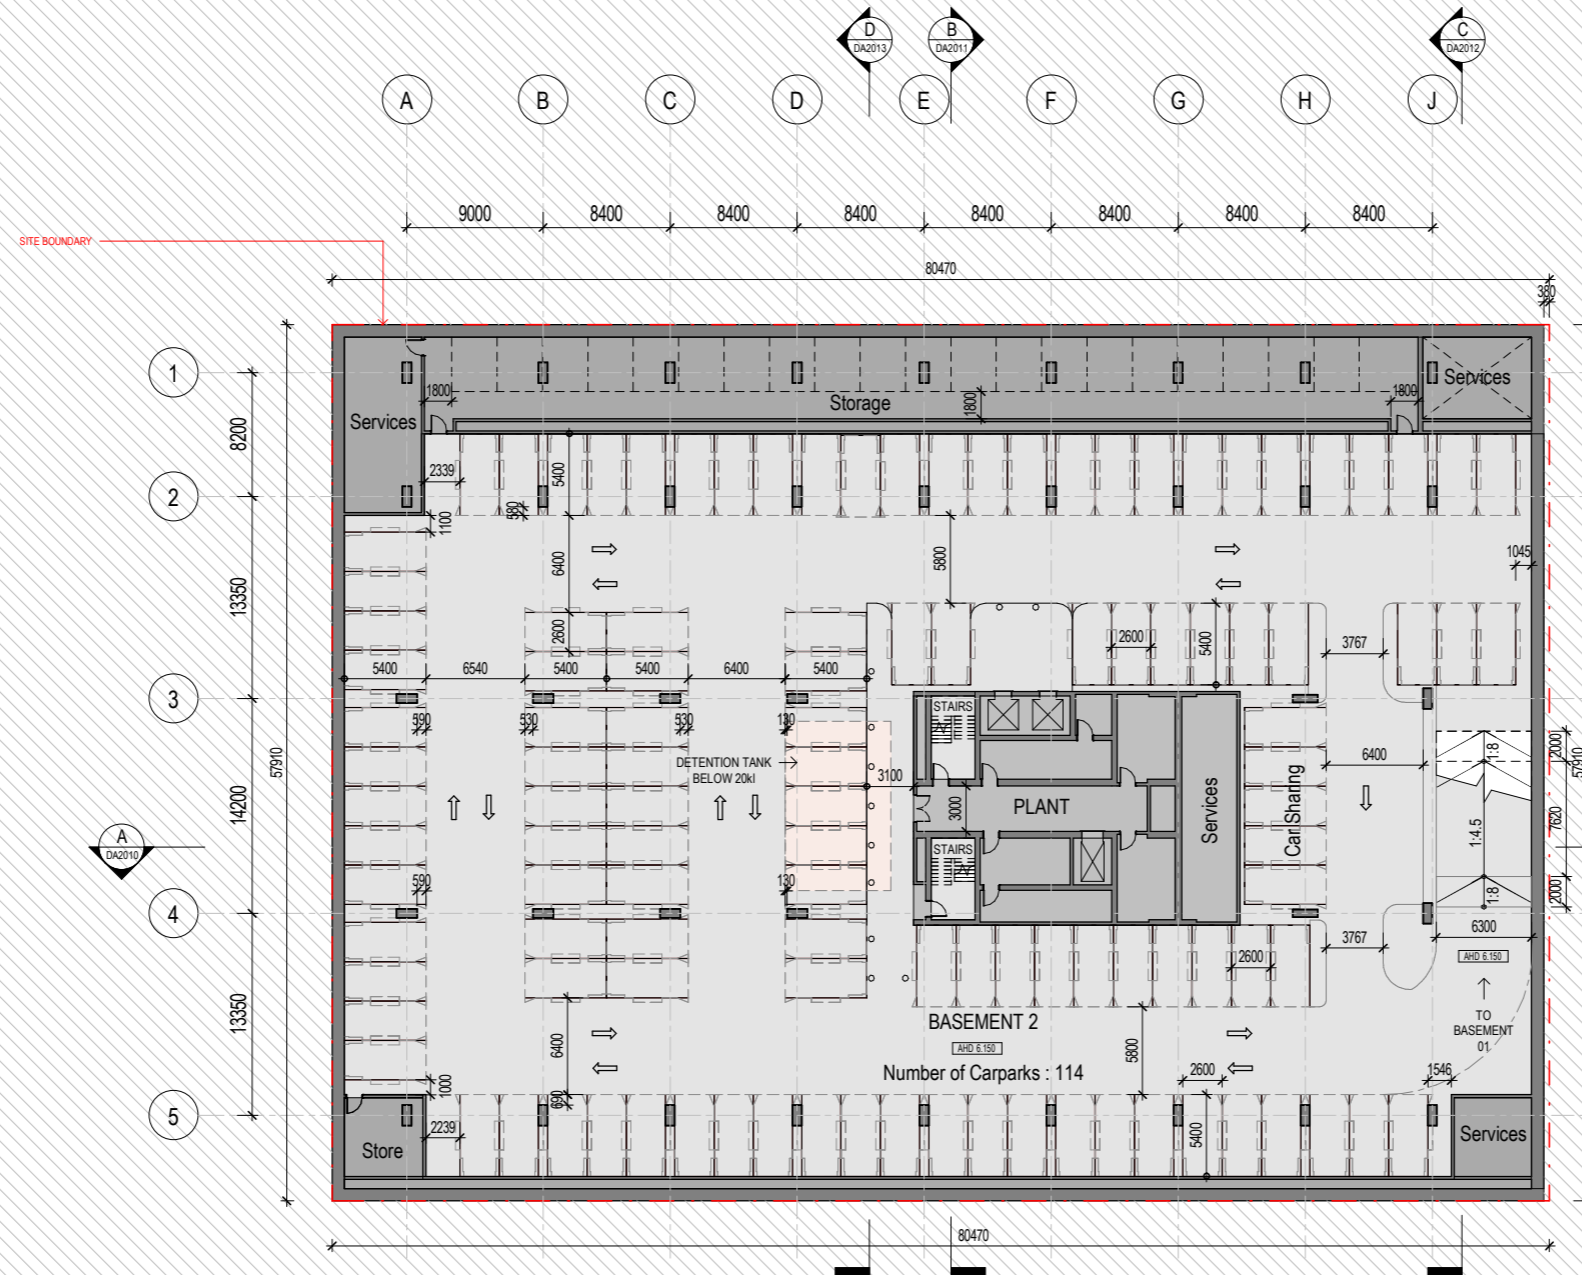 D
DA2013
B
DA2011
C
DA2012
A
B
C
D
E
F
G
H
J
9000
8400
8400
8400
8400
8400
8400
8400
SITE BOUNDARY
80470
380
1
Services
1800
Storage
1800
1800
Services
8200
2339
5400
2
580
1100
6400
5800
1045
13350
2600
2600
5400
3767
5400
6540
5400
5400
6400
5400
3
STAIRS
590
530
530
130
DETENTION TANK
BELOW 20kl
3100
6400
1:8
2000
57910
57910
3000
PLANT
Services
Car Sharing
14200
1:4.5
7620
A
DA2010
STAIRS
590
130
1:8
2000
4
6300
3767
2600
AHD 6.150
13350
BASEMENT 2
AHD 6.150
TO
BASEMENT
01
6400
5800
Number of Carparks : 114
1000
2600
1546
690
5
2239
5400
Store
Services
80470